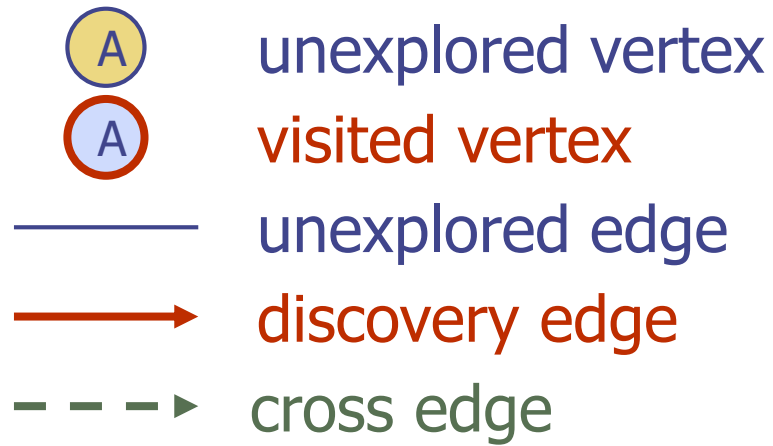 A unexplored vertex
A visited vertex
unexplored edge
discovery edge
cross edge